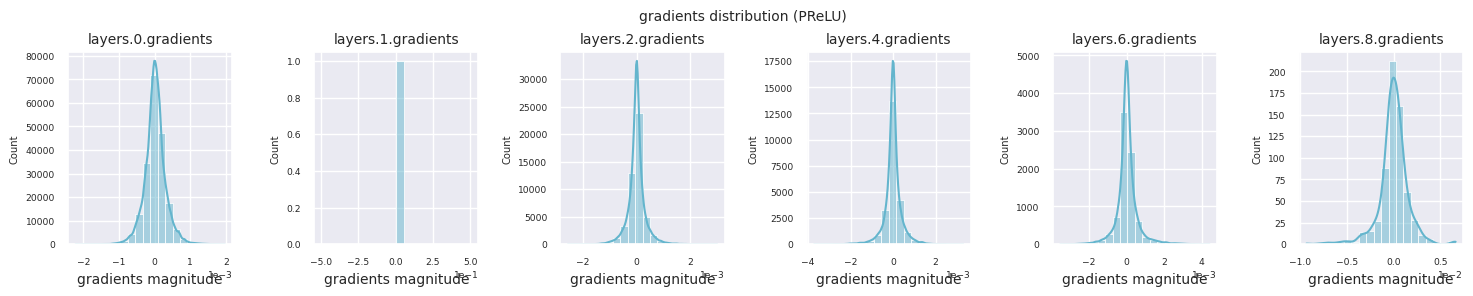 gradients distribution (PReLU)
layers.0.gradients
layers.1.gradients
layers.2.gradients
layers.4.gradients
layers.6.gradients
layers.8.gradients
Count
80000
70000
60000
50000
40000
30000
20000
10000
0
−2 −1 0 1 2
1e−3
gradients magnitude
Count
1.0
0.8
0.6
0.4
0.2
0.0
−5.0 −2.5 0.0 2.5 5.0
1e−1
gradients magnitude
Count
30000
25000
20000
15000
10000
5000
0
−2 0 2
1e−3
gradients magnitude
Count
17500
15000
12500
10000
7500
5000
2500
0
−4 −2 0 2
1e−3
gradients magnitude
Count
5000
4000
3000
2000
1000
0
−2 0 2 4
1e−3
gradients magnitude
Count
200
175
150
125
100
75
50
25
0
−1.0 −0.5 0.0 0.5
1e−2
gradients magnitude